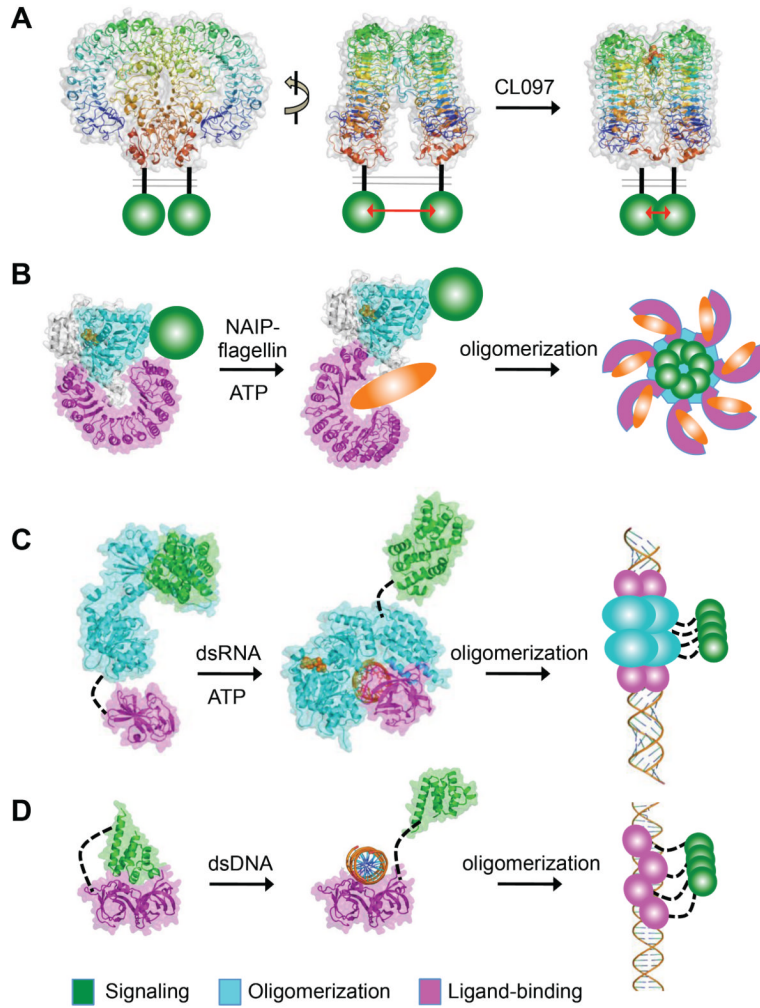 A
CL097
B
NAIP-
flagellin
ATP
oligomerization
C
dsRNA
ATP
oligomerization
D
dsDNA
oligomerization
Signaling
Oligomerization
Ligand-binding